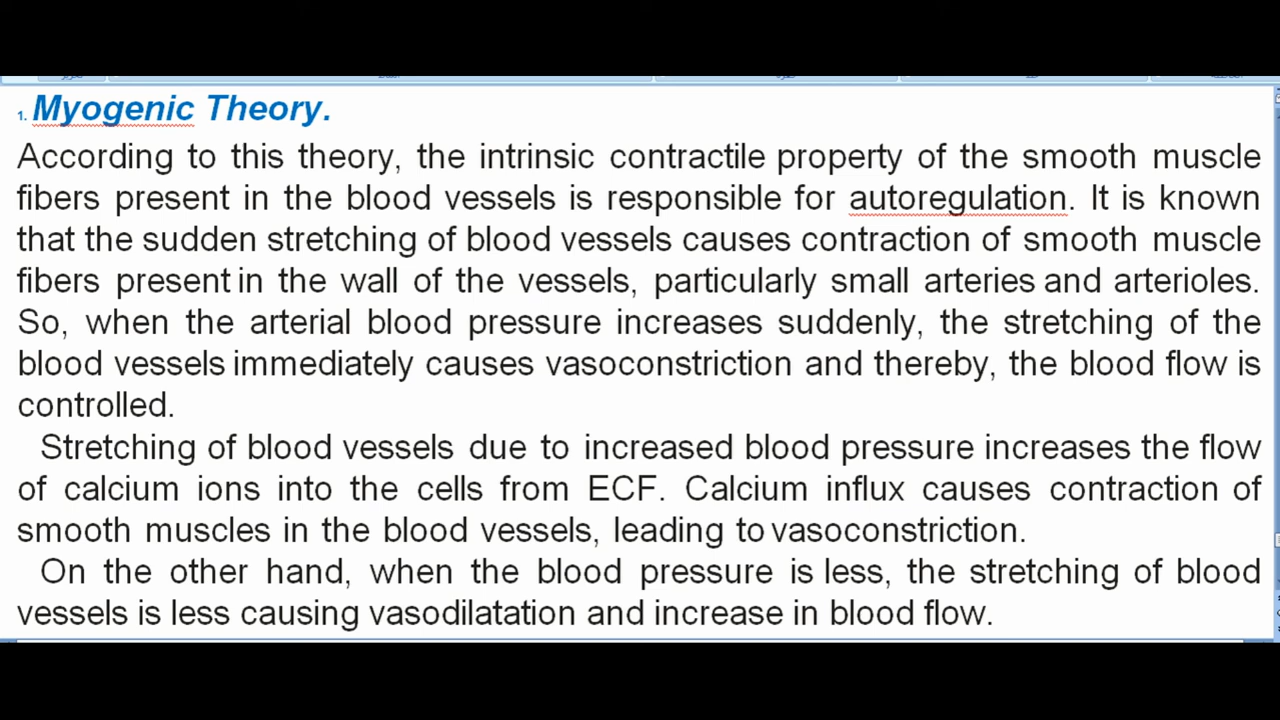 1. Myogenic Theory.
According to this theory, the intrinsic contractile property of the smooth muscle
fibers present in the blood vessels is responsible for autoregulation. It is known
that the sudden stretching of blood vessels causes contraction of smooth muscle
fibers present in the wall of the vessels, particularly small arteries and arterioles.
So, when the arterial blood pressure increases suddenly, the stretching of the
blood vessels immediately causes vasoconstriction and thereby, the blood flow is
controlled.
Stretching of blood vessels due to increased blood pressure increases the flow
of calcium ions into the cells from ECF. Calcium influx causes contraction of
smooth muscles in the blood vessels, leading to vasoconstriction.
On the other hand, when the blood pressure is less, the stretching of blood
vessels is less causing vasodilatation and increase in blood flow.